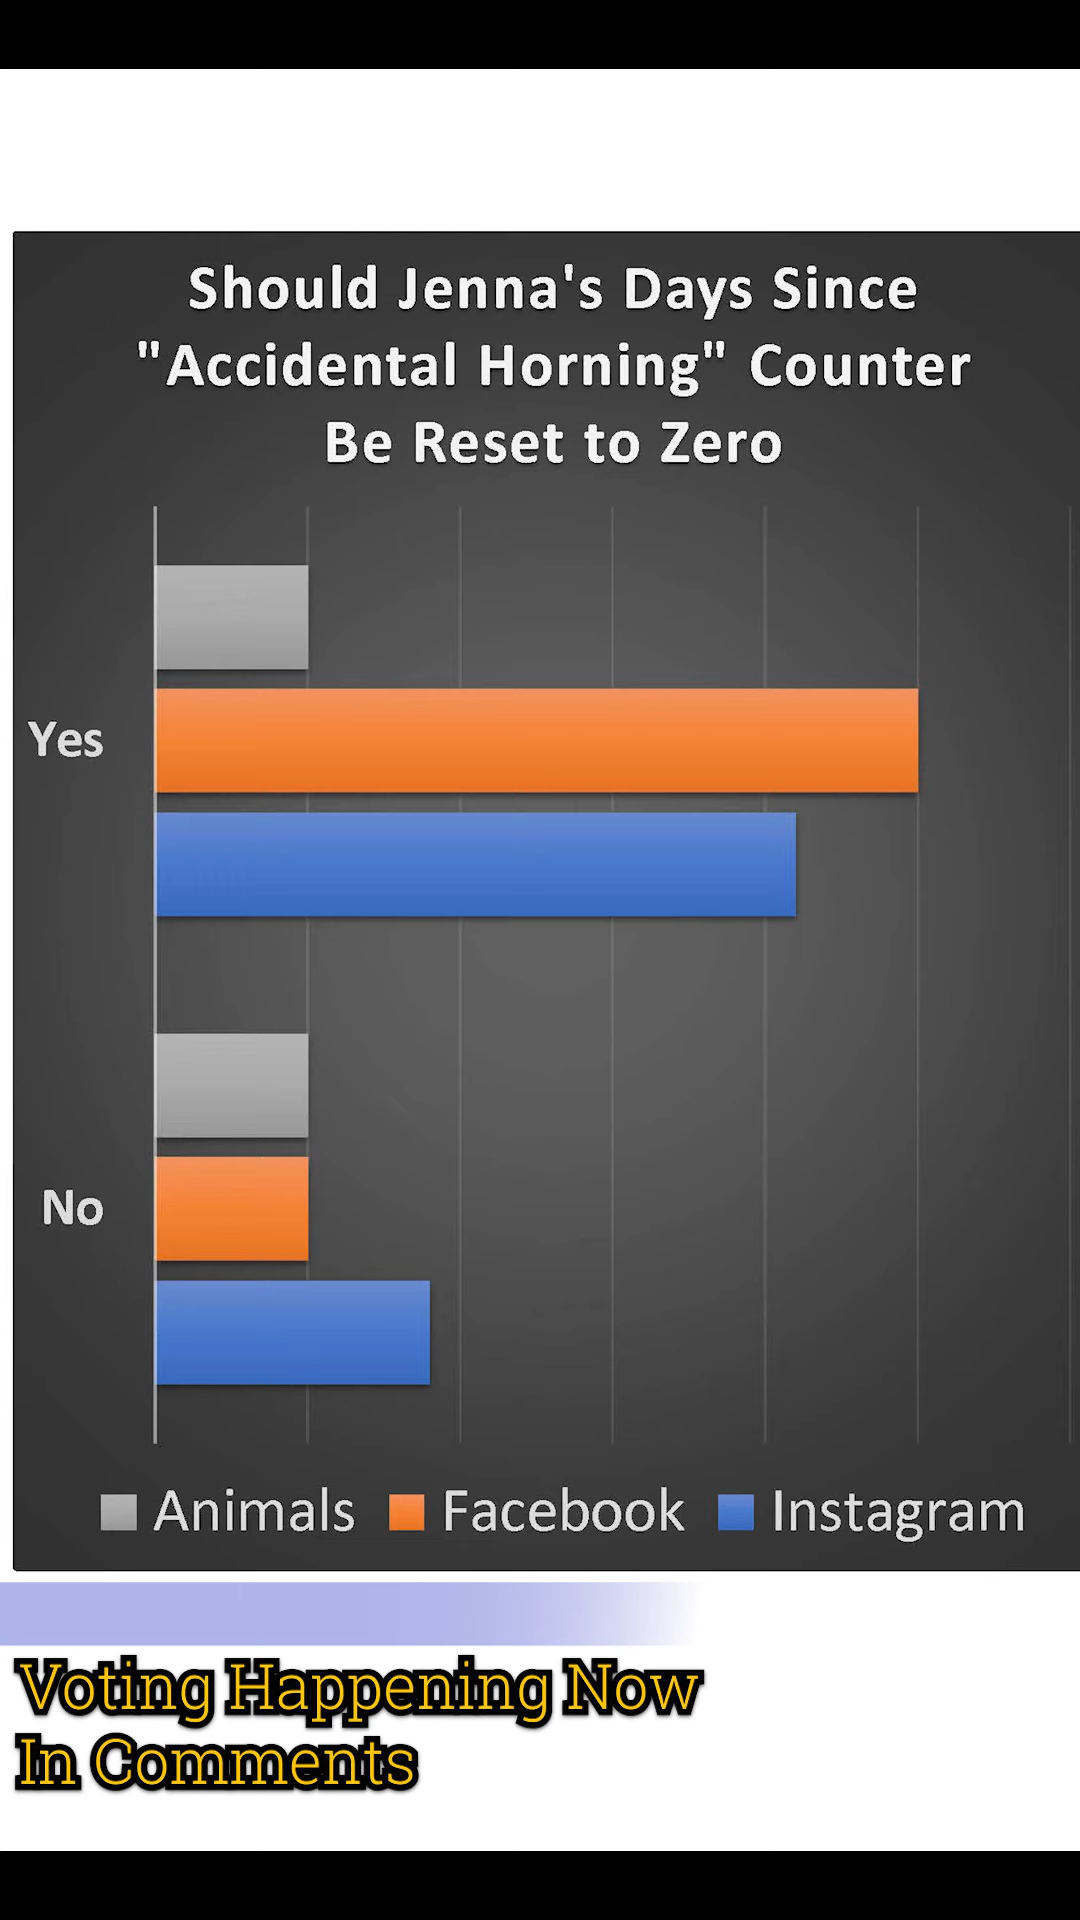 Should Jenna's Days Since
"Accidental Horning" Counter
Be Reset to Zero
Yes
No
Animals Facebook Instagram
Voting Happening Now
In Comments